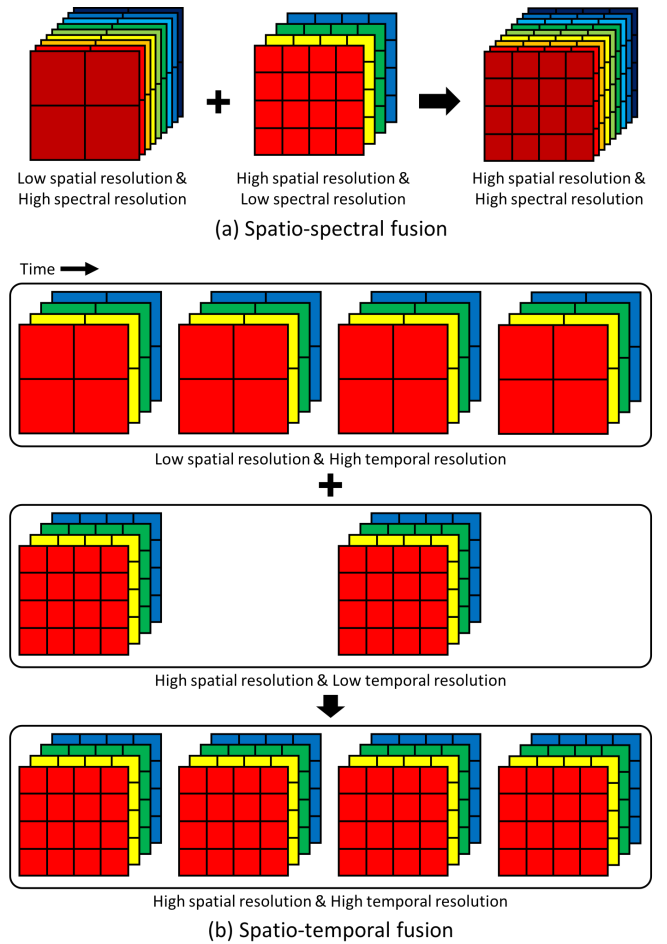 Low spatial resolution &
High spectral resolution
High spatial resolution &
Low spectral resolution
High spatial resolution &
High spectral resolution
(a) Spatio-spectral fusion
Time
Low spatial resolution & High temporal resolution
High spatial resolution & Low temporal resolution
High spatial resolution & High temporal resolution
(b) Spatio-temporal fusion